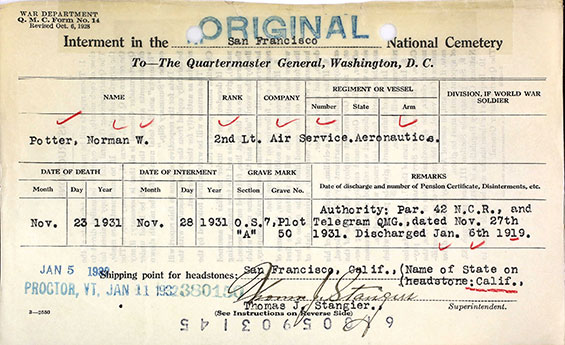 WAR DEPARTMENT
Q. M. C. Form No. 14
Revised Oct. 6, 1928
ORIGINAL
Interment in the San Francisco National Cemetery
To—The Quartermaster General, Washington, D. C.
NAME RANK COMPANY REGIMENT OR VESSEL DIVISION, IF WORLD WAR SOLDIER
Number State Arm
Potter, Norman W. 2nd Lt. Air Service.Aeronautics.
DATE OF DEATH DATE OF INTERMENT GRAVE MARK REMARKS
Month Day Year Month Day Year Section Grave No. Date of discharge and number of Pension Certificate, Disinterments, etc.
Nov. 23 1931 Nov. 28 1931 O.S. 7, Plot "A" 50
Authority: Par. 42 N.C.R., and
Telegram QMG., dated Nov. 27th
1931. Discharged Jan. 6th 1919.
JAN 5 1932
Shipping point for headstones: San Francisco, Calif., (Name of State on
headstone: Calif.,
PROCTOR, VT. JAN 11 1932
Thomas J. Stangier
Thomas J. Stangier, Superintendent.
(See Instructions on Reverse Side)